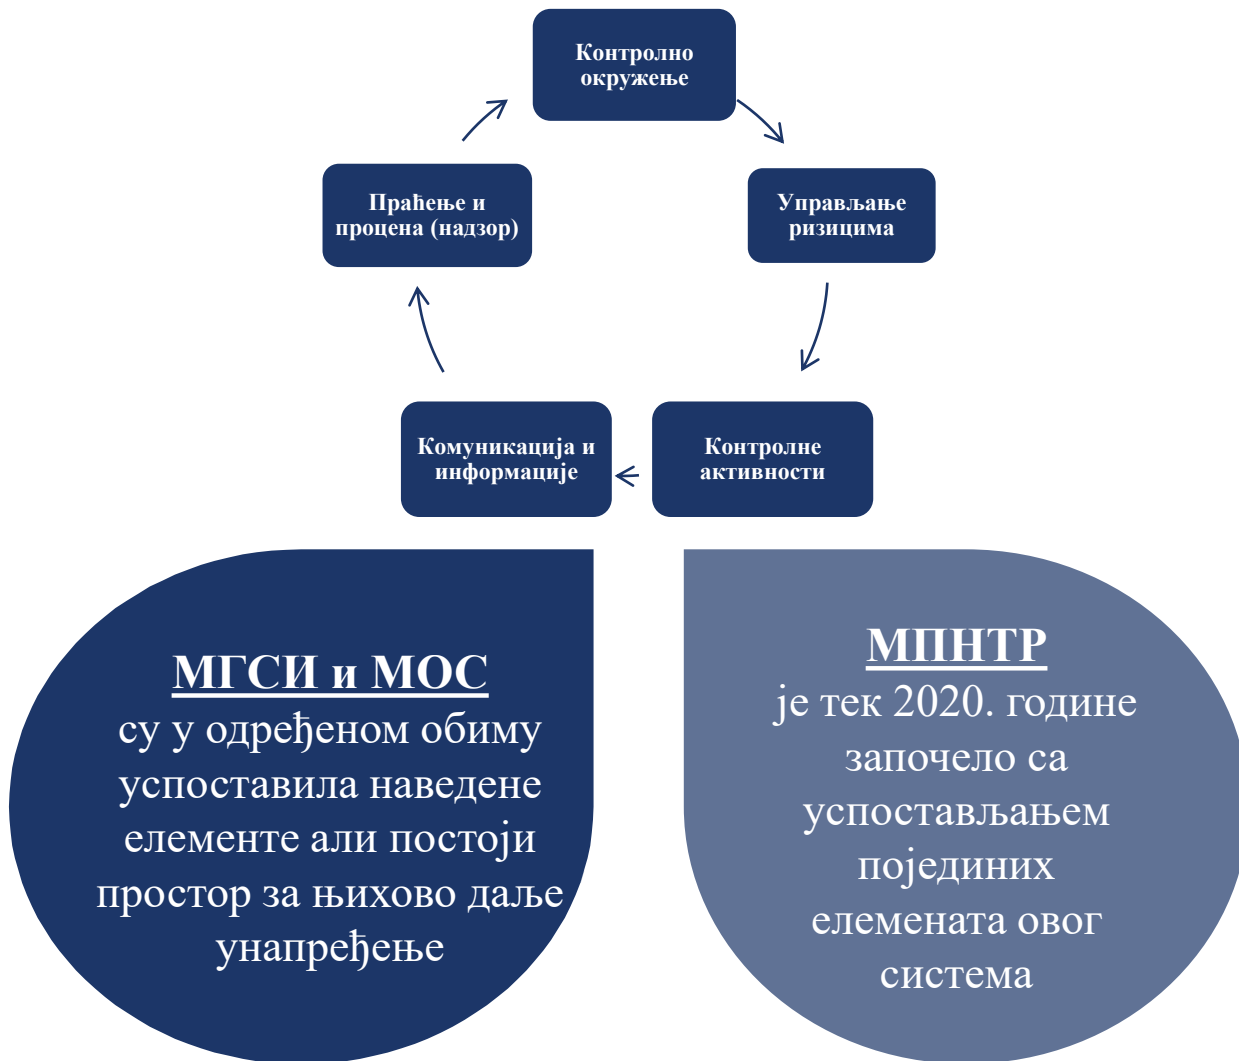 Контролно
окружење
Праћење и
процена (надзор)
Управљање
ризицима
Комуникација и
информације
Контролне
активности
МГСИ и МОС
су у одређеном обиму
успоставила наведене
елементе али постоји
простор за њихово даље
унапређење
МПНТР
је тек 2020. године
започело са
успостављањем
појединих
елемената овог
система